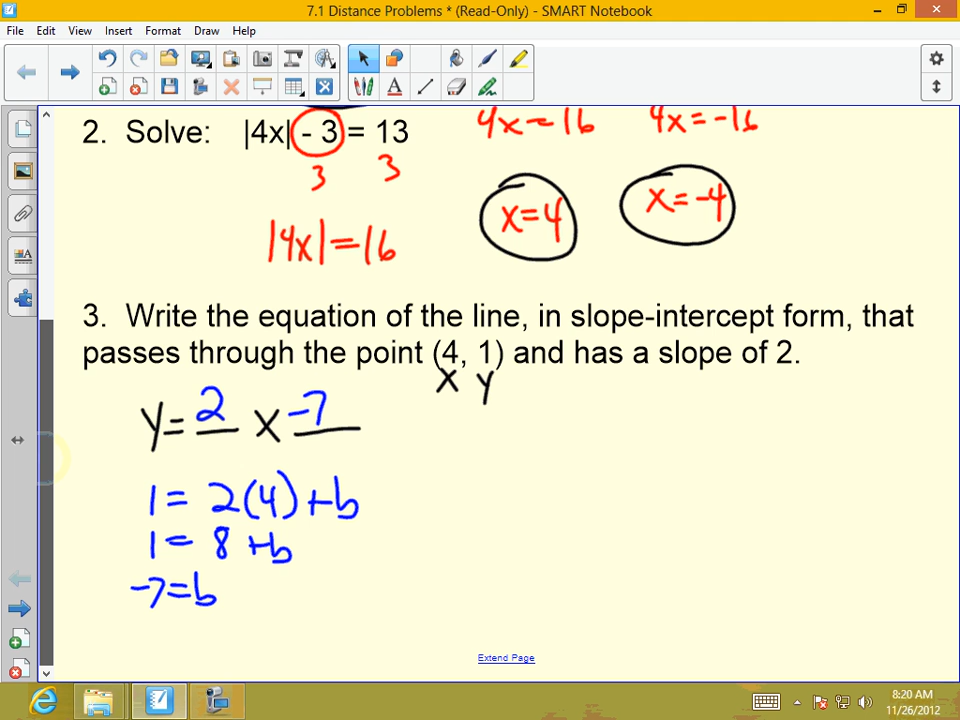 7.1 Distance Problems * (Read-Only) - SMART Notebook
File Edit View Insert Format Draw Help
2. Solve: |4x| - 3 = 13
3 3
4x=16 4x=-16
|4x|=16
x=4 x=-4
3. Write the equation of the line, in slope-intercept form, that
passes through the point (4, 1) and has a slope of 2.
x y
y= 2 x -7
1 = 2(4)+b
1 = 8 +b
-7=b
Extend Page
8:20 AM
11/26/2012